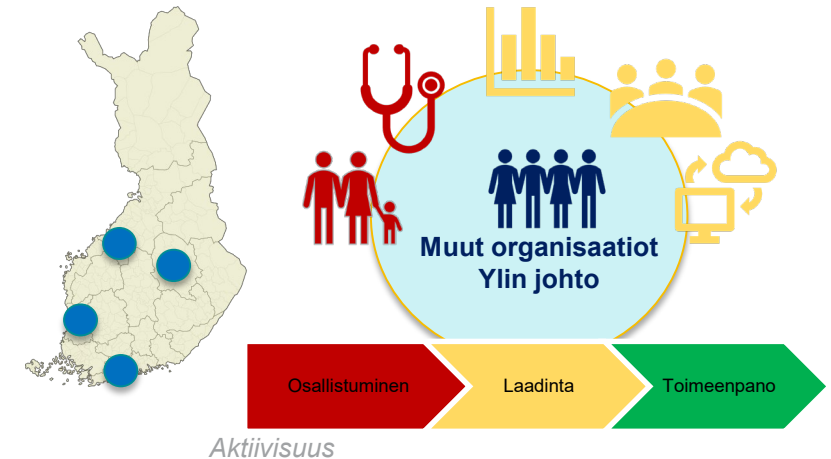 Muut organisaatiot
Ylin johto
Osallistuminen
Laadinta
Toimeenpano
Aktiivisuus